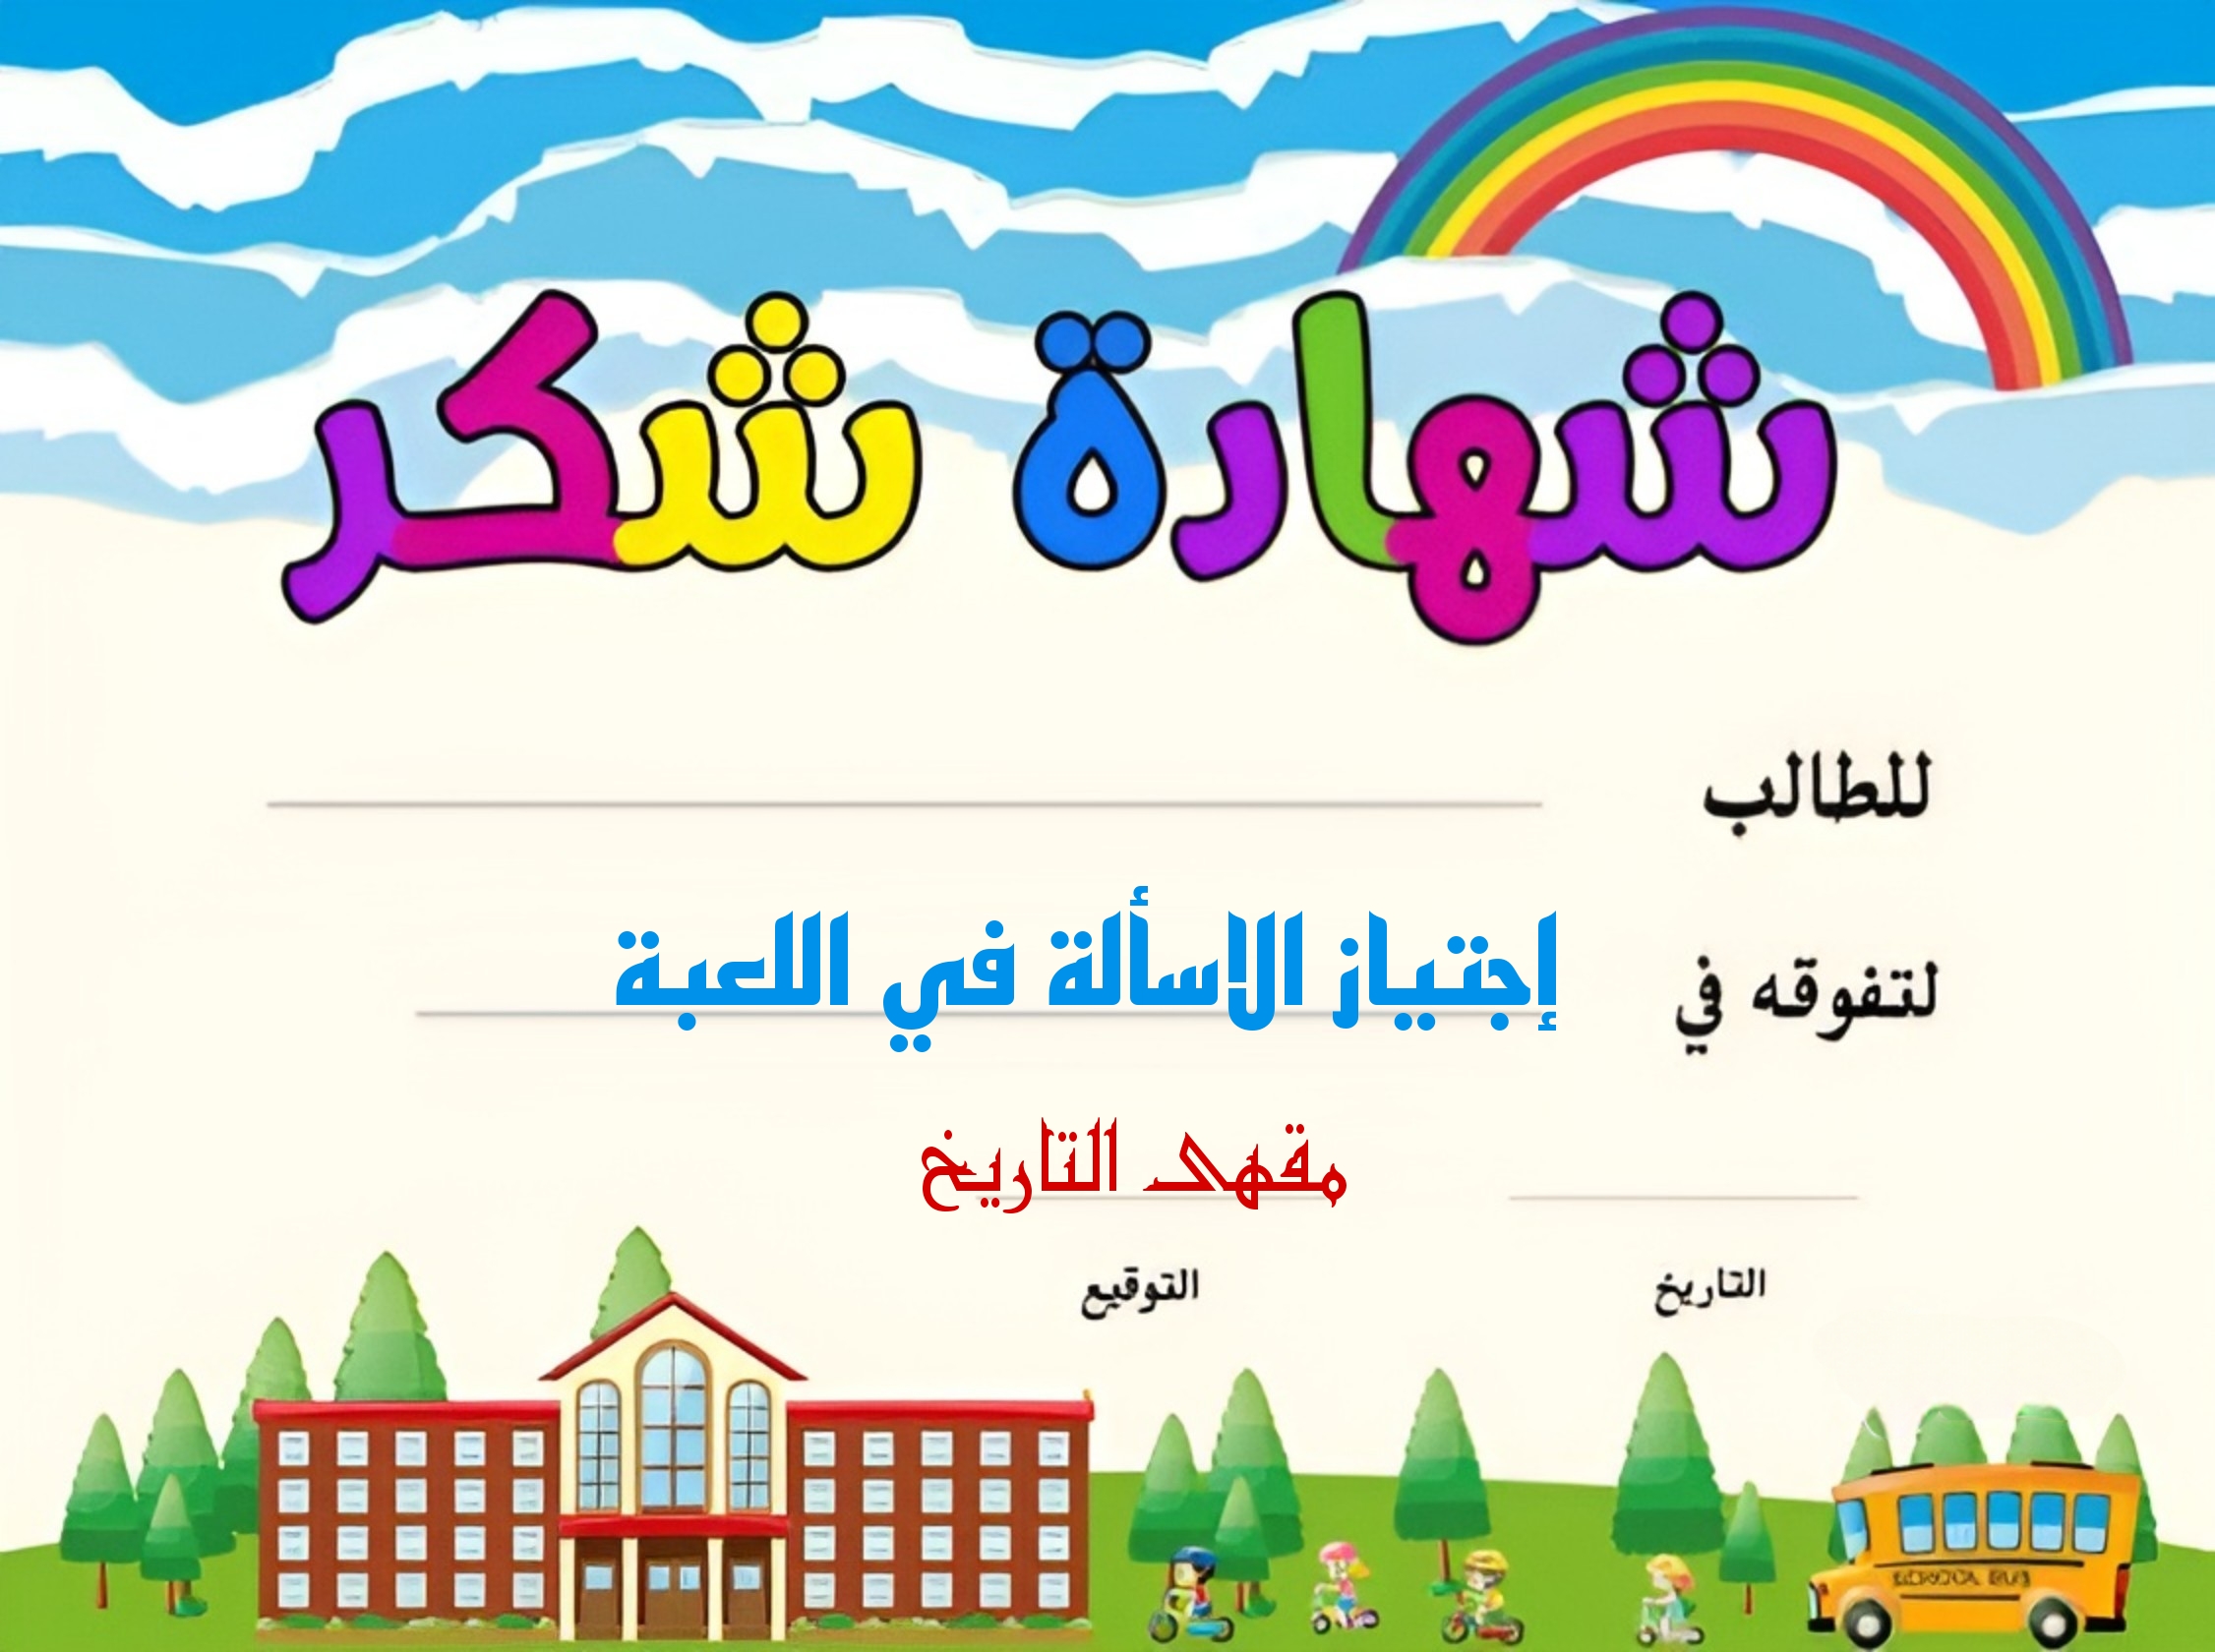 شهادة شكر
للطالب
لتفوقه في إجتياز الاسألة في اللعبة
مقهى التاريخ
التاريخ
التوقيع